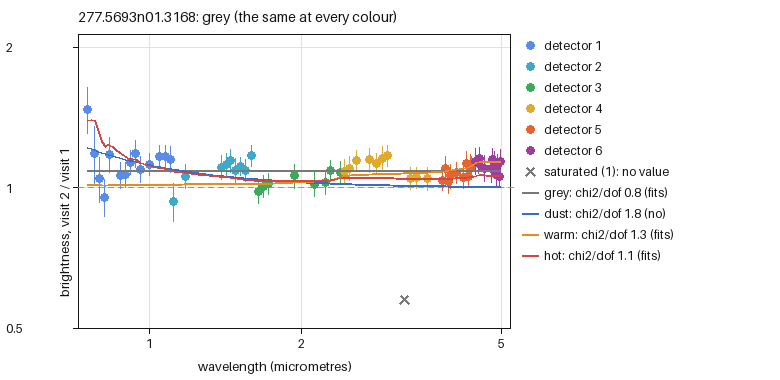 277.5693n01.3168: grey (the same at every colour)
2
1
0.5
brightness, visit 2 / visit 1
1
2
5
wavelength (micrometres)
detector 1
detector 2
detector 3
detector 4
detector 5
detector 6
saturated (1): no value
grey: chi2/dof 0.8 (fits)
dust: chi2/dof 1.8 (no)
warm: chi2/dof 1.3 (fits)
hot: chi2/dof 1.1 (fits)